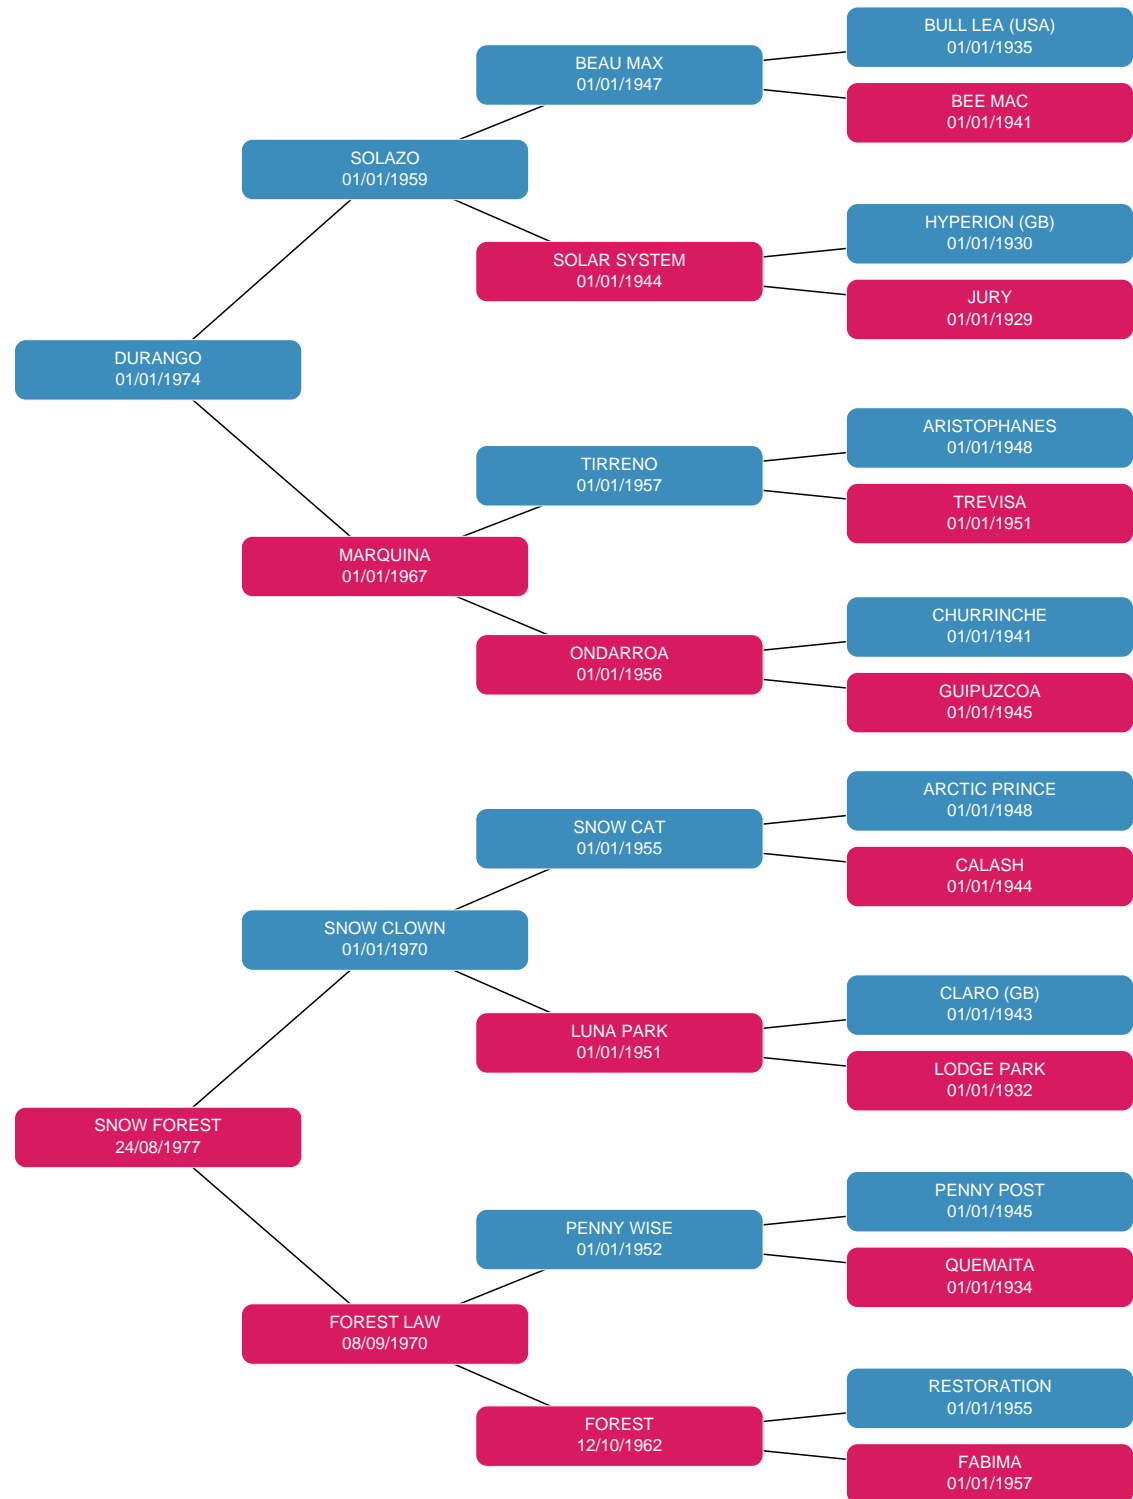 BULL LEA (USA)
01/01/1935
BEAU MAX
01/01/1947
BEE MAC
01/01/1941
SOLAZO
01/01/1959
HYPERION (GB)
01/01/1930
SOLAR SYSTEM
01/01/1944
JURY
01/01/1929
DURANGO
01/01/1974
ARISTOPHANES
01/01/1948
TIRRENO
01/01/1957
TREVISA
01/01/1951
MARQUINA
01/01/1967
CHURRINCHE
01/01/1941
ONDARROA
01/01/1956
GUIPUZCOA
01/01/1945
ARCTIC PRINCE
01/01/1948
SNOW CAT
01/01/1955
CALASH
01/01/1944
SNOW CLOWN
01/01/1970
CLARO (GB)
01/01/1943
LUNA PARK
01/01/1951
LODGE PARK
01/01/1932
SNOW FOREST
24/08/1977
PENNY POST
01/01/1945
PENNY WISE
01/01/1952
QUEMAITA
01/01/1934
FOREST LAW
08/09/1970
RESTORATION
01/01/1955
FOREST
12/10/1962
FABIMA
01/01/1957